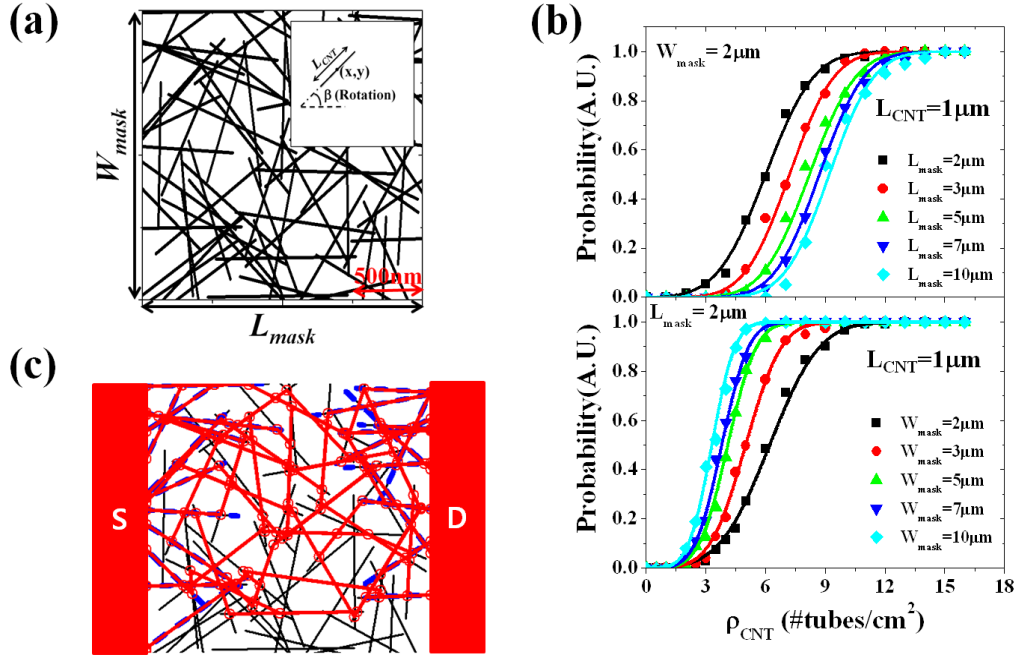 (a)
W_mask
L_CNT
(x,y)
β (Rotation)
500nm
L_mask
(b)
Probability(A.U.)
1.0
0.8
0.6
0.4
0.2
0.0
W_mask=2μm
L_CNT=1μm
L_mask=2μm
L_mask=3μm
L_mask=5μm
L_mask=7μm
L_mask=10μm
Probability(A.U.)
1.0
0.8
0.6
0.4
0.2
0.0
L_mask=2μm
L_CNT=1μm
W_mask=2μm
W_mask=3μm
W_mask=5μm
W_mask=7μm
W_mask=10μm
0 3 6 9 12 15 18
ρ_CNT (#tubes/cm²)
(c)
S
D